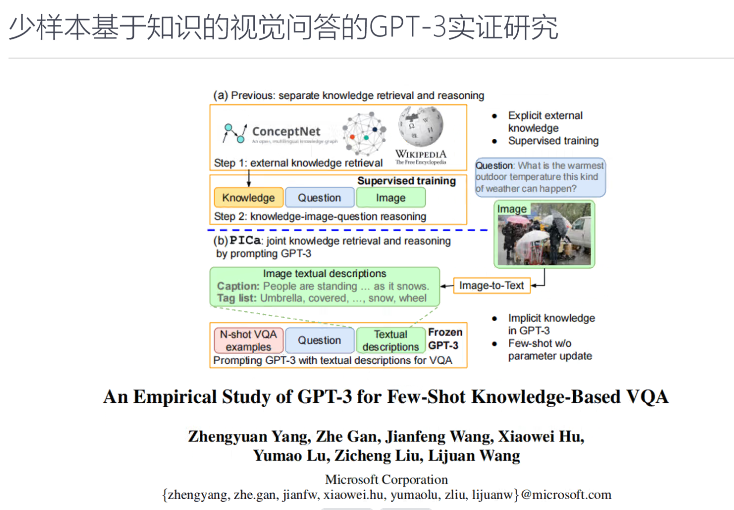 少样本基于知识的视觉问答的GPT-3实证研究
(a) Previous: separate knowledge retrieval and reasoning
ConceptNet
An open, multilingual knowledge graph
WIKIPEDIA
The Free Encyclopedia
Step 1: external knowledge retrieval
Supervised training
Knowledge
Question
Image
Step 2: knowledge-image-question reasoning
● Explicit external
knowledge
● Supervised training
Question: What is the warmest
outdoor temperature this kind
of weather can happen?
Image
(b) PICa: joint knowledge retrieval and reasoning
by prompting GPT-3
Image textual descriptions
Caption: People are standing ... as it snows.
Tag list: Umbrella, covered, ..., snow, wheel
Image-to-Text
N-shot VQA
examples
Question
Textual
descriptions
Frozen
GPT-3
Prompting GPT-3 with textual descriptions for VQA
● Implicit knowledge
in GPT-3
● Few-shot w/o
parameter update
An Empirical Study of GPT-3 for Few-Shot Knowledge-Based VQA
Zhengyuan Yang, Zhe Gan, Jianfeng Wang, Xiaowei Hu,
Yumao Lu, Zicheng Liu, Lijuan Wang
Microsoft Corporation
{zhengyang, zhe.gan, jianfw, xiaowei.hu, yumaolu, zliu, lijuanw}@microsoft.com